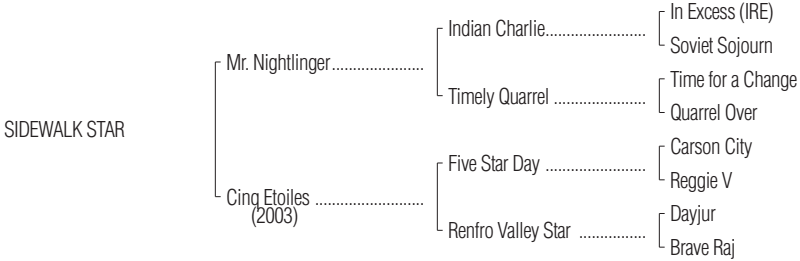 In Excess (IRE)
Indian Charlie.......................
Soviet Sojourn
Mr. Nightlinger.....................
Time for a Change
Timely Quarrel .....................
Quarrel Over
SIDEWALK STAR
Carson City
Five Star Day .......................
Reggie V
Cinq Etoiles .........................
(2003)
Dayjur
Renfro Valley Star ...............
Brave Raj